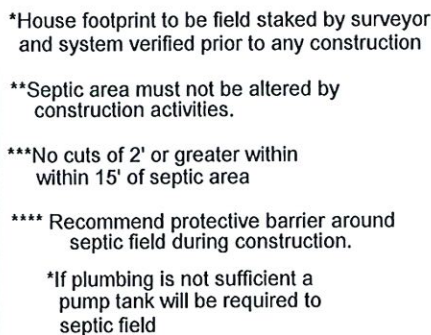 *House footprint to be field staked by surveyor
and system verified prior to any construction
**Septic area must not be altered by
construction activities.
***No cuts of 2' or greater within
within 15' of septic area
**** Recommend protective barrier around
septic field during construction.
*If plumbing is not sufficient a
pump tank will be required to
septic field